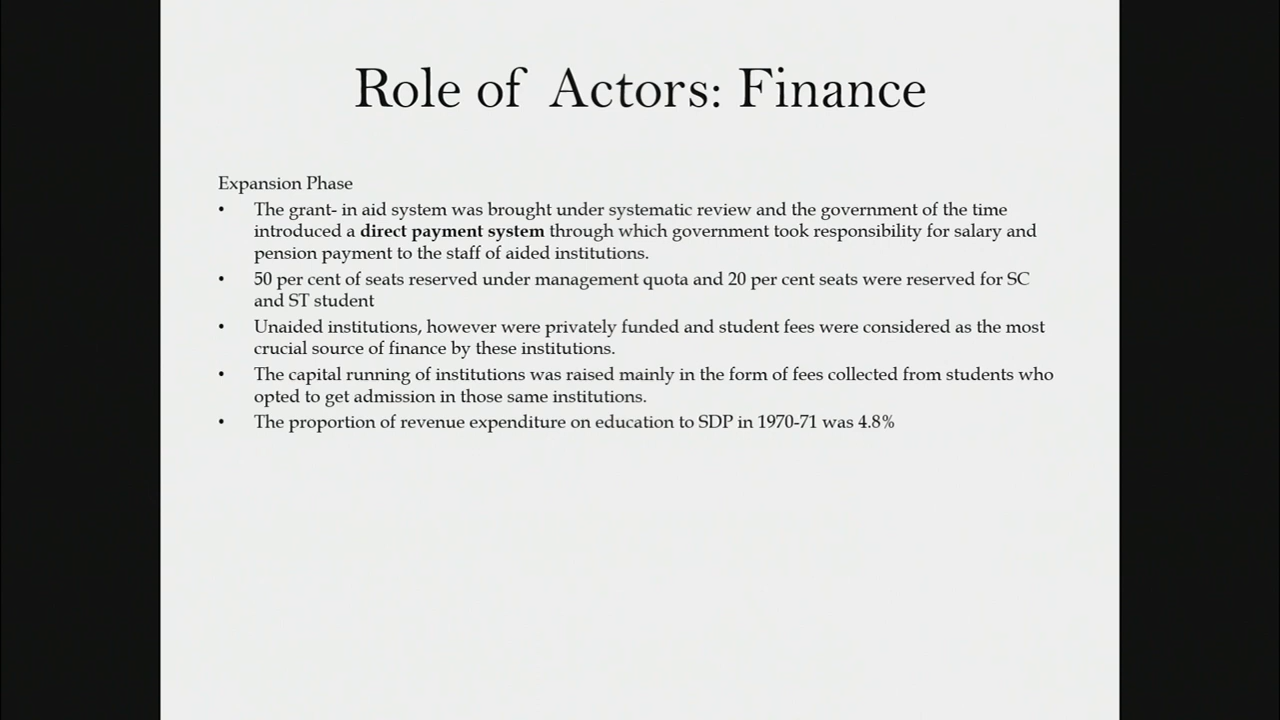 Role of Actors: Finance
Expansion Phase
• The grant- in aid system was brought under systematic review and the government of the time
introduced a direct payment system through which government took responsibility for salary and
pension payment to the staff of aided institutions.
• 50 per cent of seats reserved under management quota and 20 per cent seats were reserved for SC
and ST student
• Unaided institutions, however were privately funded and student fees were considered as the most
crucial source of finance by these institutions.
• The capital running of institutions was raised mainly in the form of fees collected from students who
opted to get admission in those same institutions.
• The proportion of revenue expenditure on education to SDP in 1970-71 was 4.8%